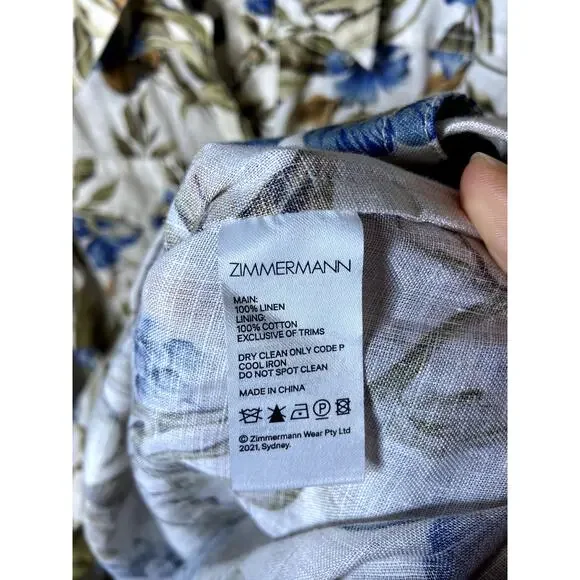 ZIMMERMANN
MAIN:
100% LINEN
LINING:
100% COTTON
EXCLUSIVE OF TRIMS
DRY CLEAN ONLY CODE P
COOL IRON
DO NOT SPOT CLEAN
MADE IN CHINA
P
© Zimmermann Wear Pty Ltd
2021, Sydney.